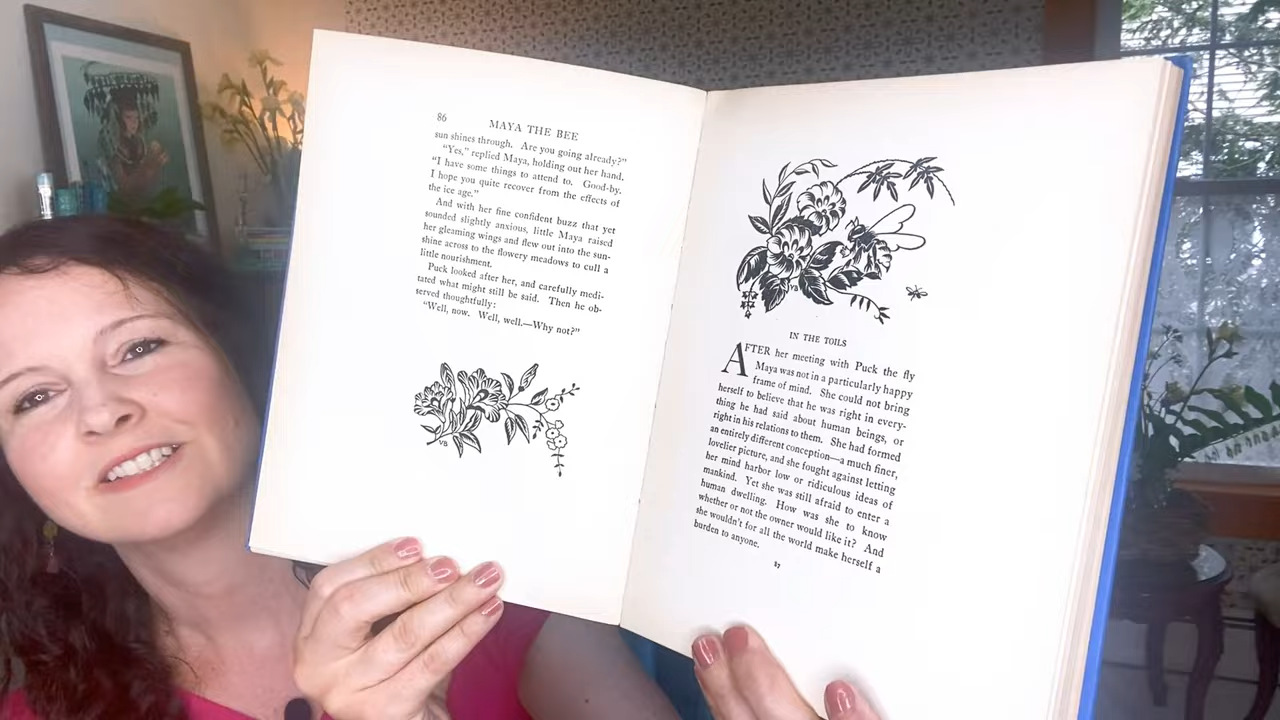 86
MAYA THE BEE
sun shines through. Are you going already?”
“Yes,” replied Maya, holding out her hand.
“I have some things to attend to. Good-by.
I hope you quite recover from the effects of
the ice age.”
And with her fine confident buzz that yet
sounded slightly anxious, little Maya raised
her gleaming wings and flew out into the sun-
shine across to the flowery meadows to cull a
little nourishment.
Puck looked after her, and carefully medi-
tated what might still be said. Then he ob-
served thoughtfully:
“Well, now. Well, well.—Why not?”
VB
VB
IN THE TOILS
AFTER her meeting with Puck the fly
Maya was not in a particularly happy
frame of mind. She could not bring
herself to believe that he was right in every-
thing he had said about human beings, or
right in his relations to them. She had formed
an entirely different conception—a much finer,
lovelier picture, and she fought against letting
her mind harbor low or ridiculous ideas of
mankind. Yet she was still afraid to enter a
human dwelling. How was she to know
whether or not the owner would like it? And
she wouldn’t for all the world make herself a
burden to anyone.
87